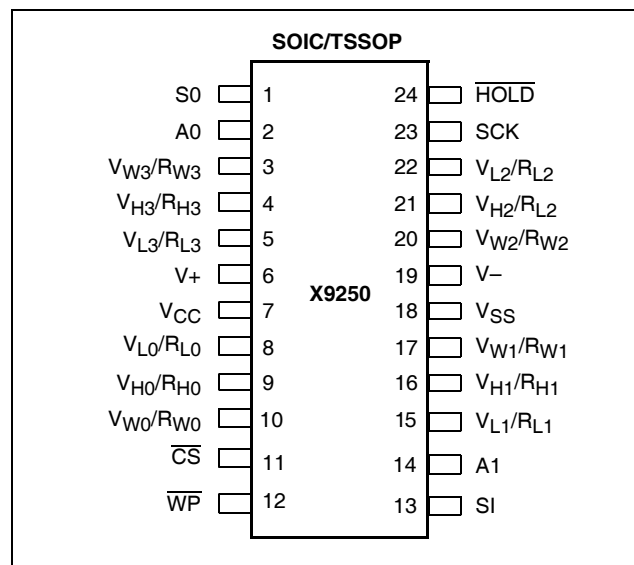 SOIC/TSSOP
S0 1 24 HOLD
A0 2 23 SCK
VW3/RW3 3 22 VL2/RL2
VH3/RH3 4 21 VH2/RL2
VL3/RL3 5 20 VW2/RW2
V+ 6 19 V–
X9250
VCC 7 18 VSS
VL0/RL0 8 17 VW1/RW1
VH0/RH0 9 16 VH1/RH1
VW0/RW0 10 15 VL1/RL1
CS 11 14 A1
WP 12 13 SI